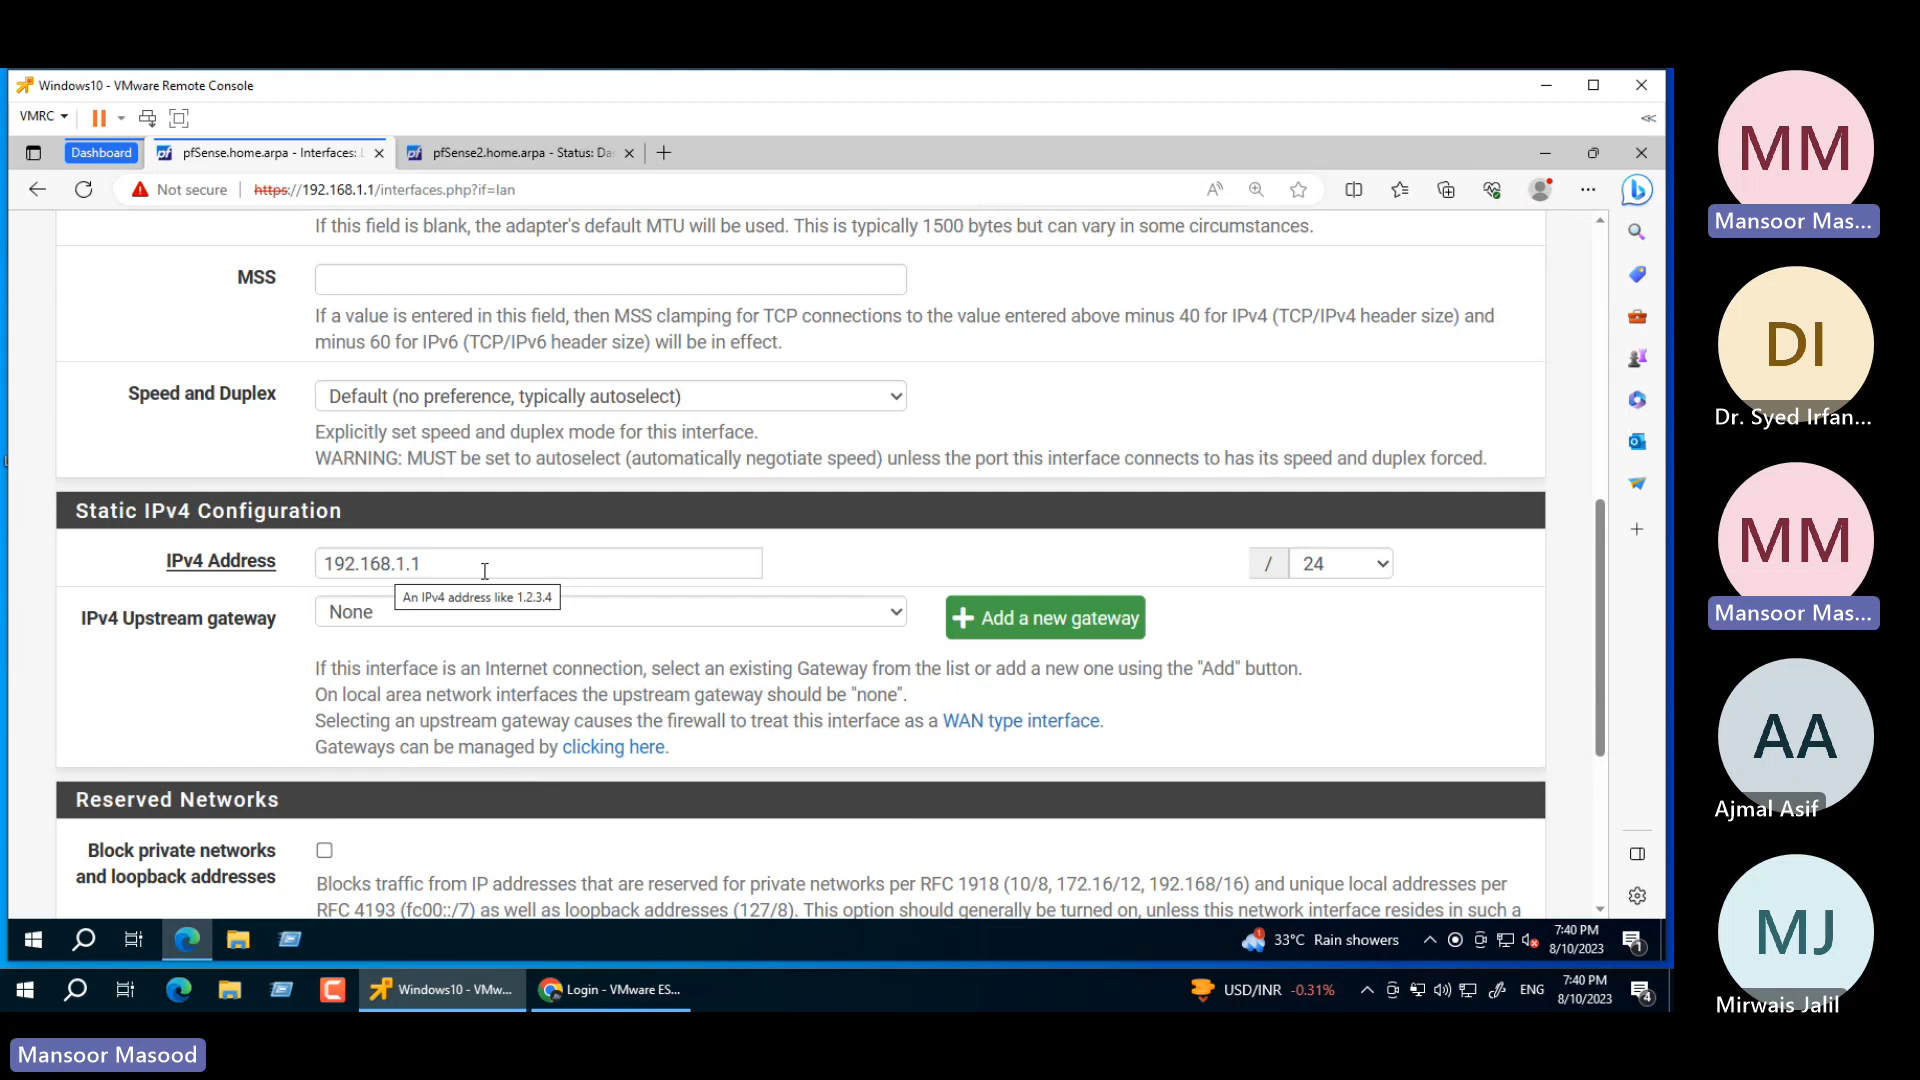 Windows10 - VMware Remote Console
VMRC
Dashboard
pfSense.home.arpa - Interfaces: L
pfSense2.home.arpa - Status: Da
Not secure
https://192.168.1.1/interfaces.php?if=lan
If this field is blank, the adapter's default MTU will be used. This is typically 1500 bytes but can vary in some circumstances.
MSS
If a value is entered in this field, then MSS clamping for TCP connections to the value entered above minus 40 for IPv4 (TCP/IPv4 header size) and
minus 60 for IPv6 (TCP/IPv6 header size) will be in effect.
Speed and Duplex
Default (no preference, typically autoselect)
Explicitly set speed and duplex mode for this interface.
WARNING: MUST be set to autoselect (automatically negotiate speed) unless the port this interface connects to has its speed and duplex forced.
Static IPv4 Configuration
IPv4 Address
192.168.1.1
/
24
An IPv4 address like 1.2.3.4
IPv4 Upstream gateway
None
Add a new gateway
If this interface is an Internet connection, select an existing Gateway from the list or add a new one using the "Add" button.
On local area network interfaces the upstream gateway should be "none".
Selecting an upstream gateway causes the firewall to treat this interface as a WAN type interface.
Gateways can be managed by clicking here.
Reserved Networks
Block private networks
and loopback addresses
Blocks traffic from IP addresses that are reserved for private networks per RFC 1918 (10/8, 172.16/12, 192.168/16) and unique local addresses per
RFC 4193 (fc00::/7) as well as loopback addresses (127/8). This option should generally be turned on, unless this network interface resides in such a
33°C Rain showers
7:40 PM
8/10/2023
1
Windows10 - VMw...
Login - VMware ES...
USD/INR -0.31%
ENG
7:40 PM
8/10/2023
4
MM
Mansoor Mas...
DI
Dr. Syed Irfan...
MM
Mansoor Mas...
AA
Ajmal Asif
MJ
Mirwais Jalil
Mansoor Masood